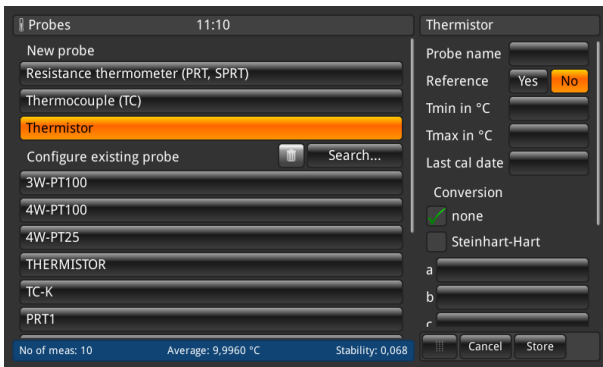 Probes 11:10
New probe
Resistance thermometer (PRT, SPRT)
Thermocouple (TC)
Thermistor
Configure existing probe Search...
3W-PT100
4W-PT100
4W-PT25
THERMISTOR
TC-K
PRT1
No of meas: 10 Average: 9,9960 °C Stability: 0,068
Thermistor
Probe name
Reference Yes No
Tmin in °C
Tmax in °C
Last cal date
Conversion
none
Steinhart-Hart
a
b
c
Cancel Store